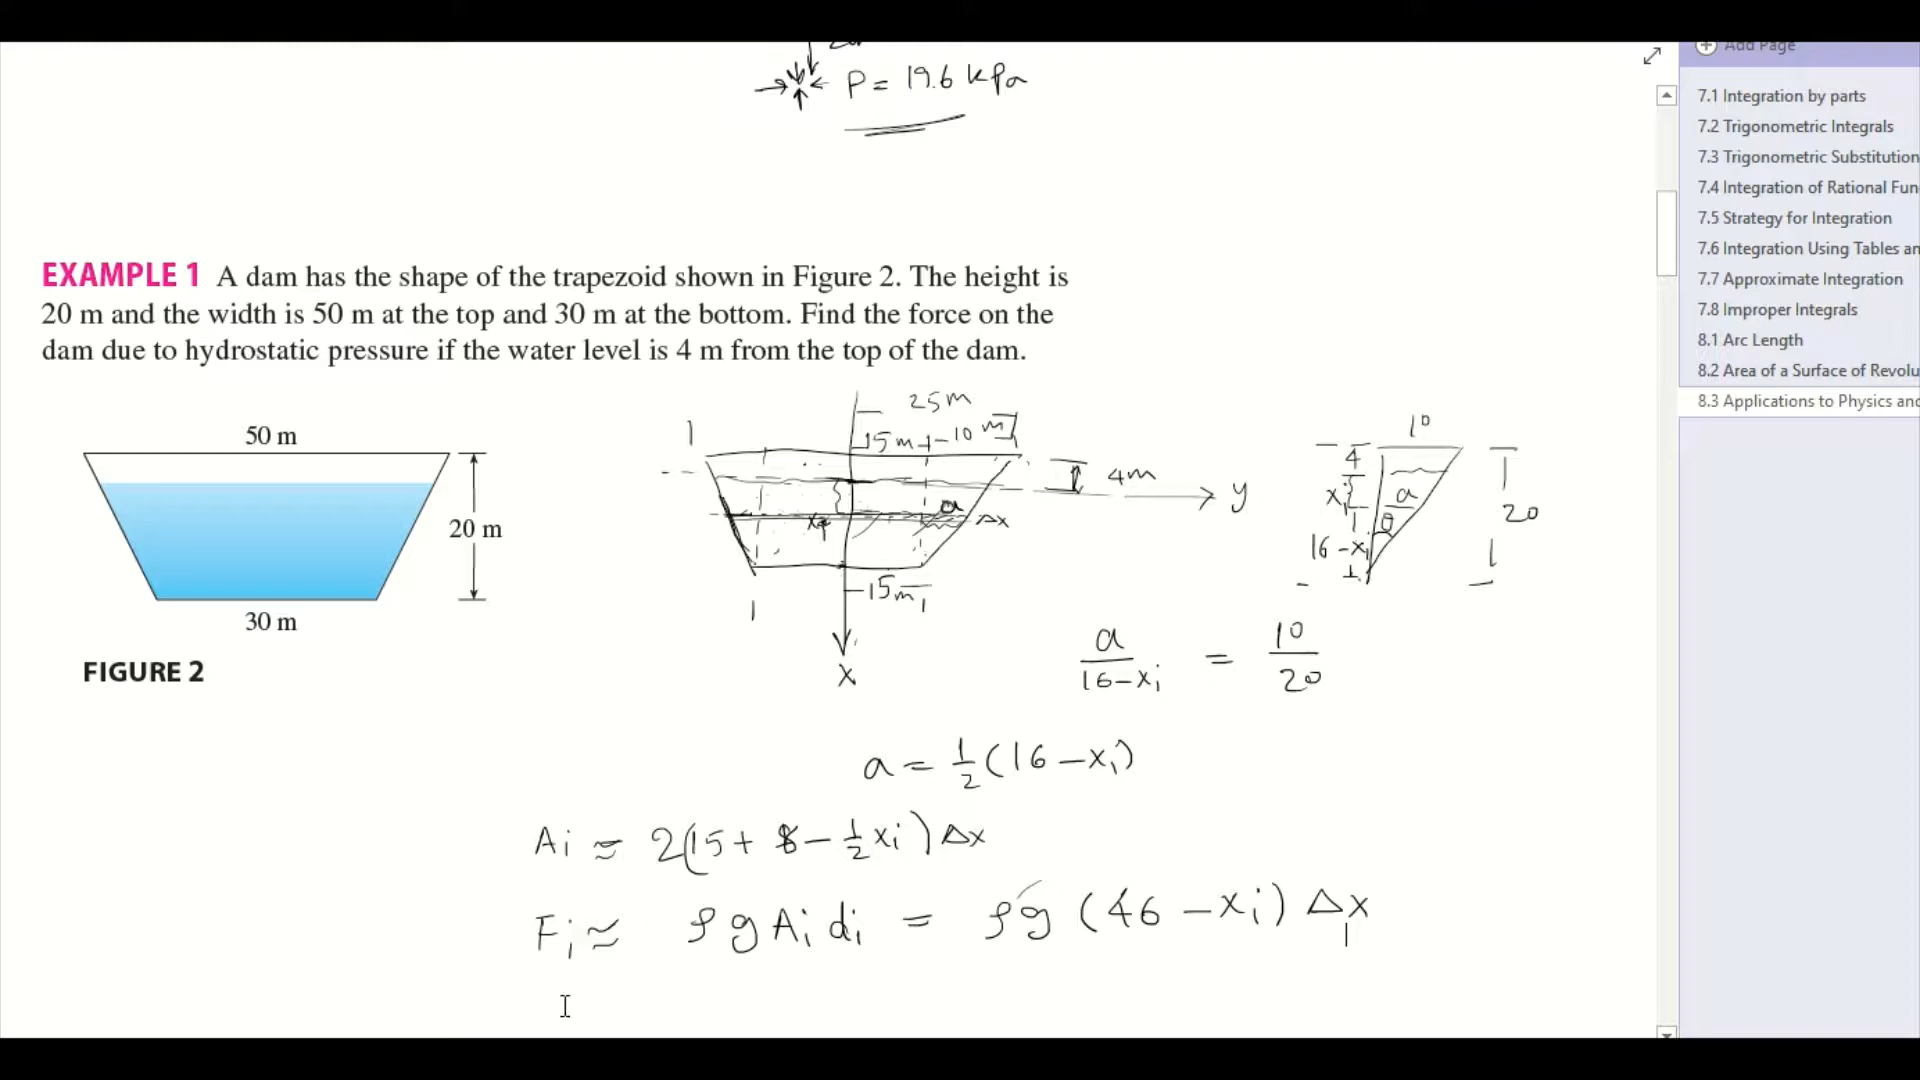 P = 19.6 kPa
EXAMPLE 1 A dam has the shape of the trapezoid shown in Figure 2. The height is
20 m and the width is 50 m at the top and 30 m at the bottom. Find the force on the
dam due to hydrostatic pressure if the water level is 4 m from the top of the dam.
50 m
20 m
30 m
FIGURE 2
25m
15m
10 m
4m
y
a
xi
Δx
15m
x
10
4
xi
a
θ
16-xi
20
a/(16-xi) = 10/20
a = 1/2 (16 - xi)
Ai ≈ 2(15 + 8 - 1/2 xi) Δx
Fi ≈ ρ g Ai di = ρg (46 - xi) Δx
Add Page
7.1 Integration by parts
7.2 Trigonometric Integrals
7.3 Trigonometric Substitution
7.4 Integration of Rational Fun
7.5 Strategy for Integration
7.6 Integration Using Tables an
7.7 Approximate Integration
7.8 Improper Integrals
8.1 Arc Length
8.2 Area of a Surface of Revolu
8.3 Applications to Physics and